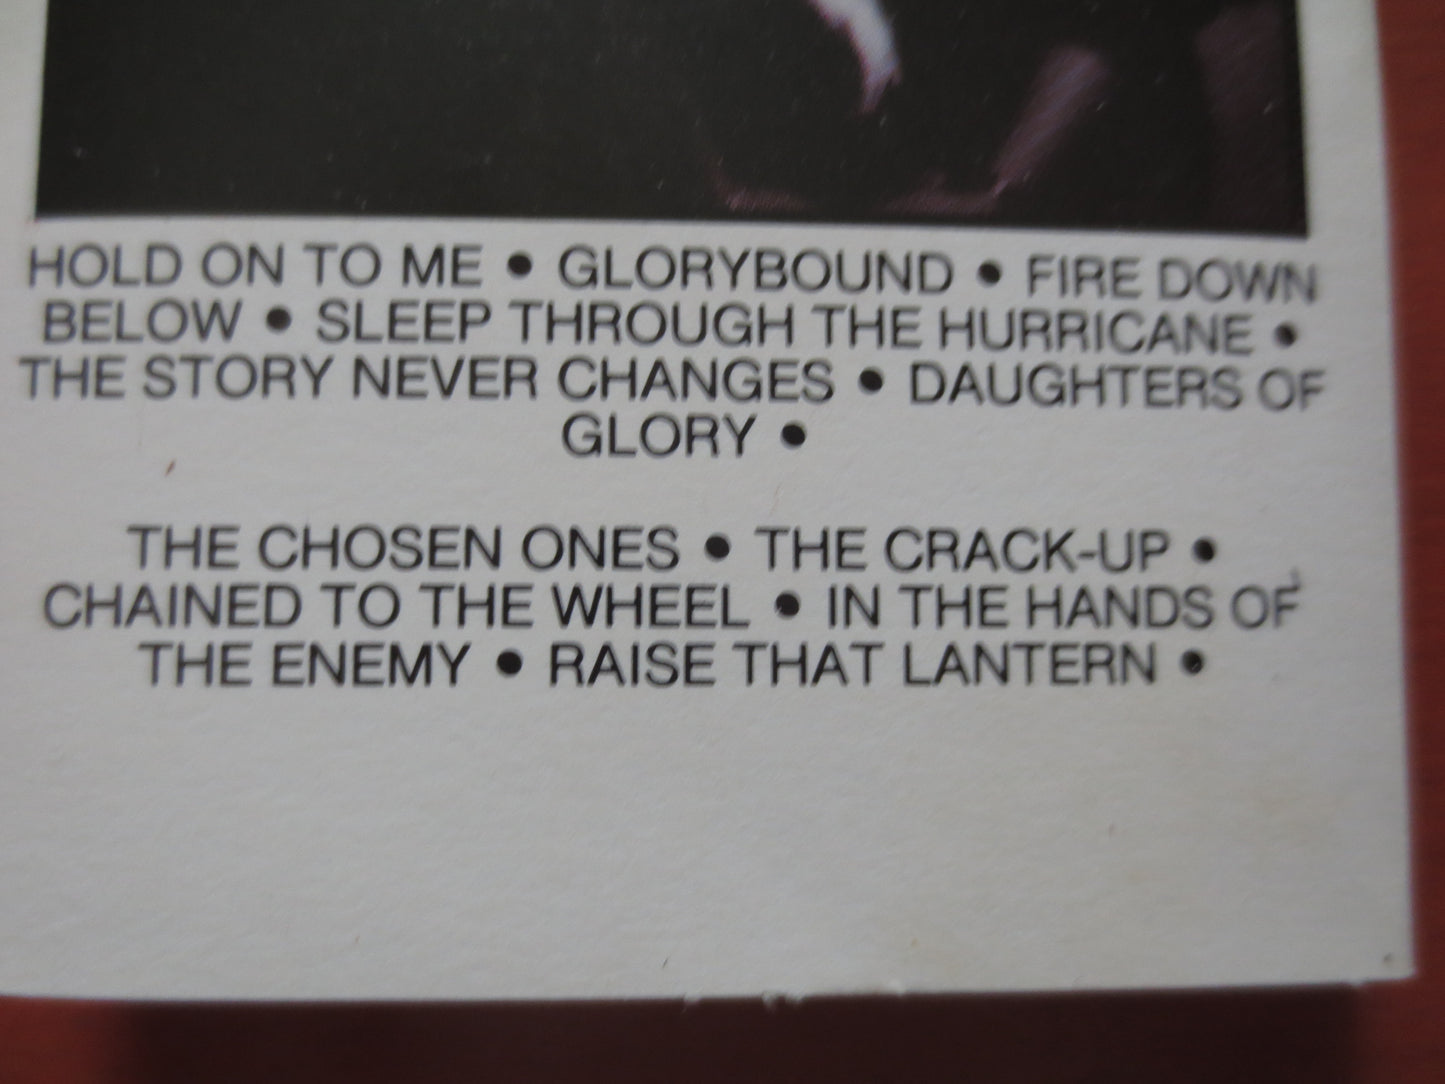 HOLD ON TO ME • GLORYBOUND • FIRE DOWN
BELOW • SLEEP THROUGH THE HURRICANE •
THE STORY NEVER CHANGES • DAUGHTERS OF
GLORY •
THE CHOSEN ONES • THE CRACK-UP •
CHAINED TO THE WHEEL • IN THE HANDS OF
THE ENEMY • RAISE THAT LANTERN •